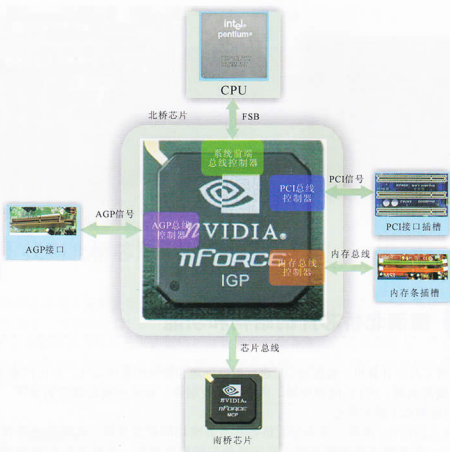 intel.
pentium®
CPU
北桥芯片
FSB
系统前端
总线控制器
PCI总线
控制器
PCI信号
PCI接口插槽
AGP信号
AGP总线
控制器
AGP接口
nVIDIA®
nFORCE™
IGP
内存总线
控制器
内存总线
内存条插槽
芯片总线
nVIDIA®
nFORCE
MCP
南桥芯片